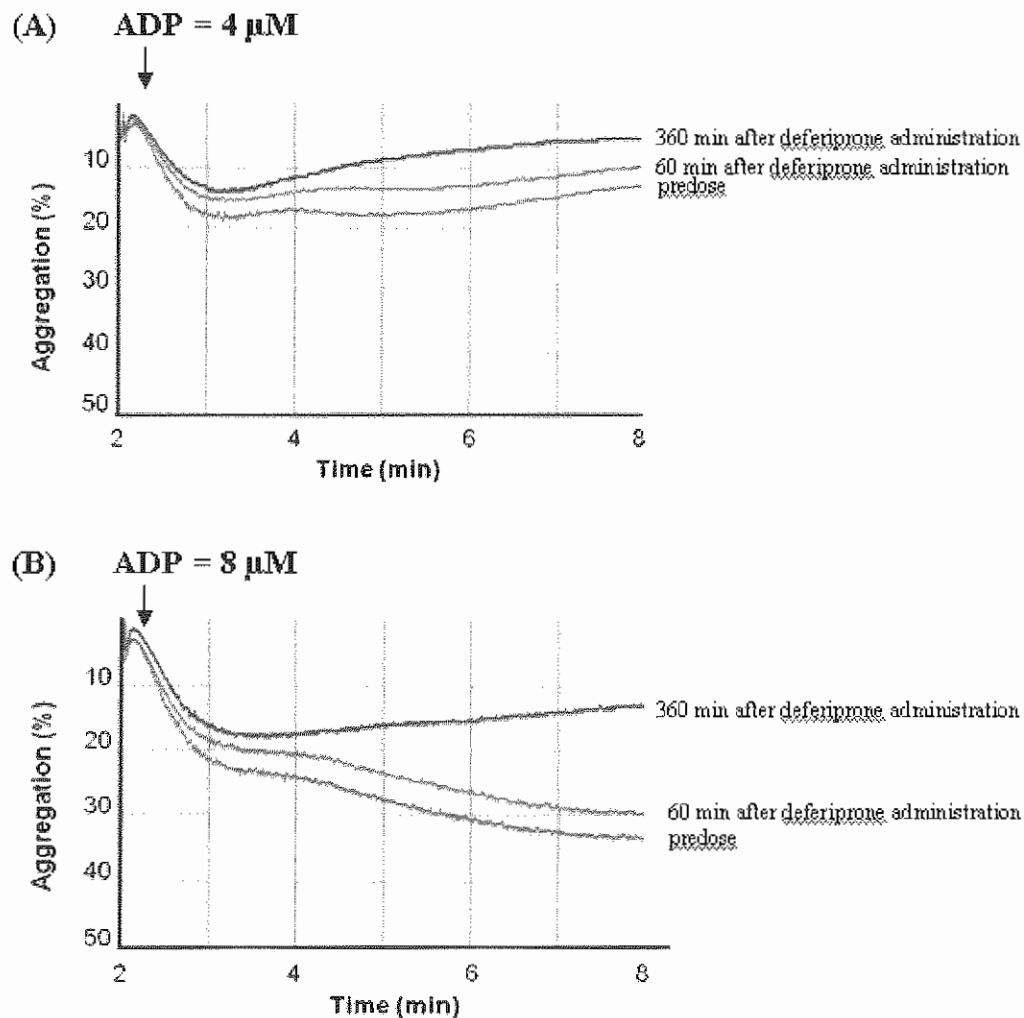 (A) ADP = 4 µM
10
20
30
40
50
Aggregation (%)
2 4 6 8
Time (min)
360 min after deferiprone administration
60 min after deferiprone administration
predose
(B) ADP = 8 µM
10
20
30
40
50
Aggregation (%)
2 4 6 8
Time (min)
360 min after deferiprone administration
60 min after deferiprone administration
predose